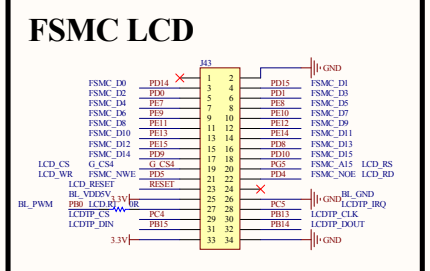 FSMC LCD
J43
1 2 GND
FSMC_D0 PD14 3 4 PD15 FSMC_D1
FSMC_D2 PD0 5 6 PD1 FSMC_D3
FSMC_D4 PE7 7 8 PE8 FSMC_D5
FSMC_D6 PE9 9 10 PE10 FSMC_D7
FSMC_D8 PE11 11 12 PE12 FSMC_D9
FSMC_D10 PE13 13 14 PE14 FSMC_D11
FSMC_D12 PE15 15 16 PD8 FSMC_D13
FSMC_D14 PD9 17 18 PD10 FSMC_D15
LCD_CS G_CS4 G CS4 19 20 PG5 FSMC_A15 LCD_RS
LCD_WR FSMC_NWE PD5 21 22 PD4 FSMC_NOE LCD_RD
LCD_RESET RESET 23 24
BL_VDD5V 3.3V 25 26 GND BL_GND
BL_PWM PB0 0R 27 28 PC5 LCDTP_IRQ
LCDTP_CS PC4 29 30 PB13 LCDTP_CLK
LCDTP_DIN PB15 31 32 PB14 LCDTP_DOUT
3.3V 33 34 GND